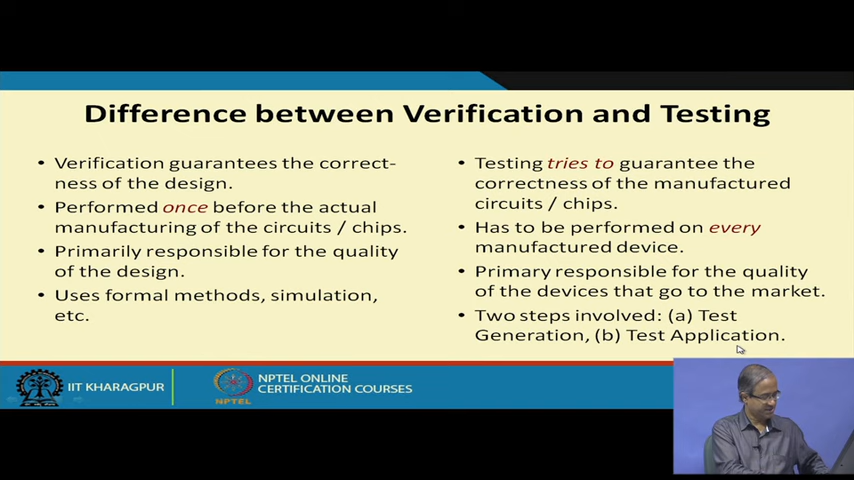 Difference between Verification and Testing
• Verification guarantees the correct-
ness of the design.
• Performed once before the actual
manufacturing of the circuits / chips.
• Primarily responsible for the quality
of the design.
• Uses formal methods, simulation,
etc.
• Testing tries to guarantee the
correctness of the manufactured
circuits / chips.
• Has to be performed on every
manufactured device.
• Primary responsible for the quality
of the devices that go to the market.
• Two steps involved: (a) Test
Generation, (b) Test Application.
IIT KHARAGPUR
NPTEL
NPTEL ONLINE
CERTIFICATION COURSES